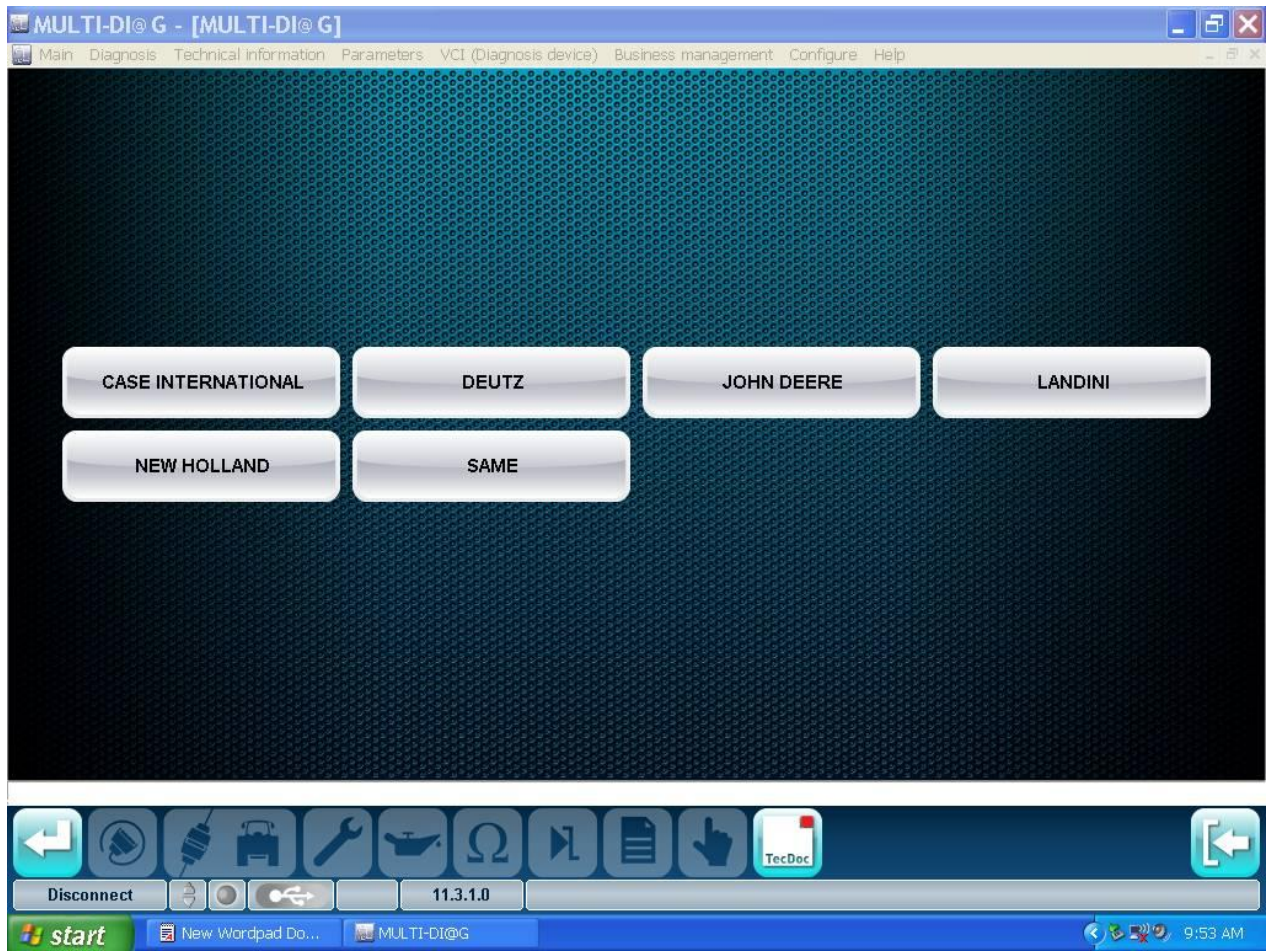 MULTI-DI@G - [MULTI-DI@G]
Main Diagnosis Technical information Parameters VCI (Diagnosis device) Business management Configure Help
CASE INTERNATIONAL DEUTZ JOHN DEERE LANDINI
NEW HOLLAND SAME
Ω
TecDoc
Disconnect 11.3.1.0
start New Wordpad Do... MULTI-DI@G 9:53 AM